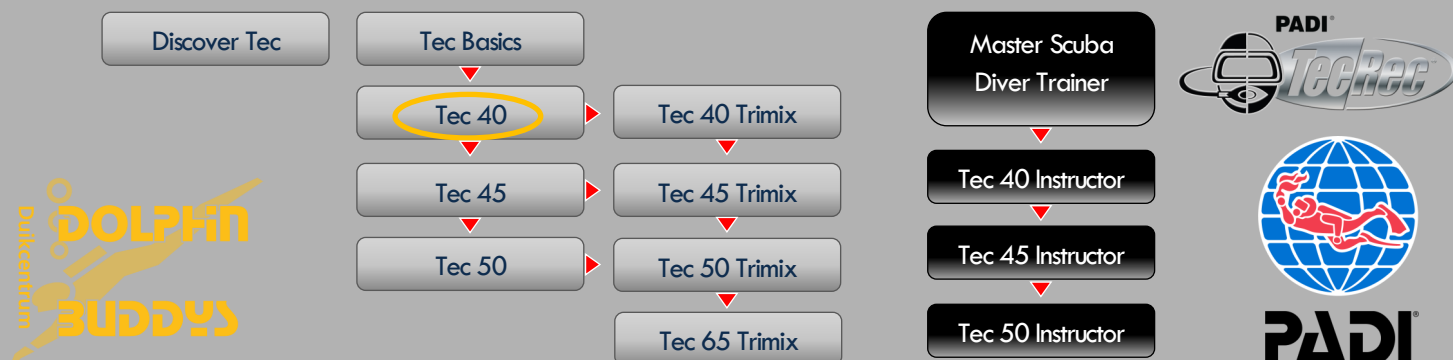 Discover Tec
Tec Basics
Tec 40
Tec 40 Trimix
Tec 45
Tec 45 Trimix
Tec 50
Tec 50 Trimix
Tec 65 Trimix
Master Scuba
Diver Trainer
Tec 40 Instructor
Tec 45 Instructor
Tec 50 Instructor
PADI®
TecRec™
PADI®
Duikcentrum
DOLPHiN
BUDDYS